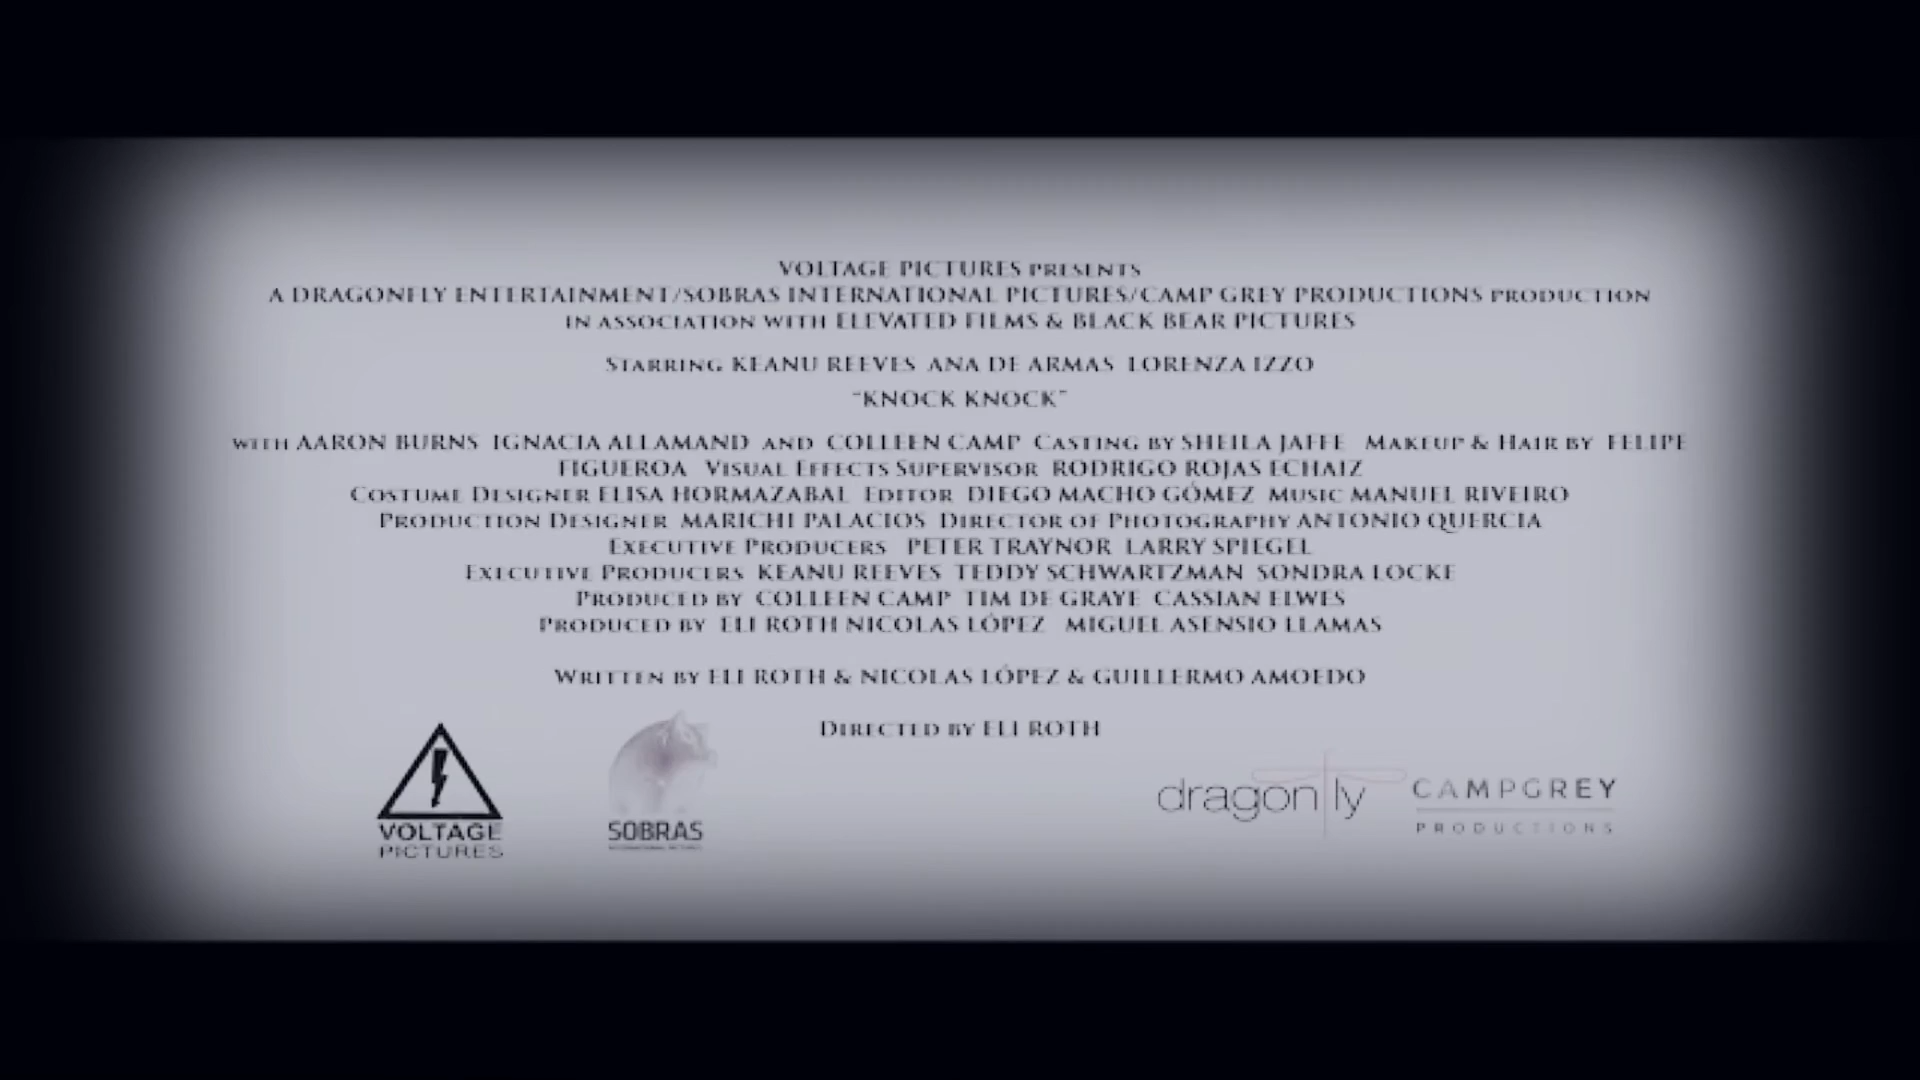 VOLTAGE PICTURES PRESENTS
A DRAGONFLY ENTERTAINMENT/SOBRAS INTERNATIONAL PICTURES/CAMP GREY PRODUCTIONS PRODUCTION
IN ASSOCIATION WITH ELEVATED FILMS & BLACK BEAR PICTURES
STARRING KEANU REEVES ANA DE ARMAS LORENZA IZZO
"KNOCK KNOCK"
WITH AARON BURNS IGNACIA ALLAMAND AND COLLEEN CAMP CASTING BY SHEILA JAFFE MAKEUP & HAIR BY FELIPE
FIGUEROA VISUAL EFFECTS SUPERVISOR RODRIGO ROJAS ECHAIZ
COSTUME DESIGNER ELISA HORMAZABAL EDITOR DIEGO MACHO GÓMEZ MUSIC MANUEL RIVEIRO
PRODUCTION DESIGNER MARICHI PALACIOS DIRECTOR OF PHOTOGRAPHY ANTONIO QUERCIA
EXECUTIVE PRODUCERS PETER TRAYNOR LARRY SPIEGEL
EXECUTIVE PRODUCERS KEANU REEVES TEDDY SCHWARTZMAN SONDRA LOCKE
PRODUCED BY COLLEEN CAMP TIM DE GRAYE CASSIAN ELWES
PRODUCED BY ELI ROTH NICOLAS LÓPEZ MIGUEL ASENSIO LLAMAS
WRITTEN BY ELI ROTH & NICOLAS LÓPEZ & GUILLERMO AMOEDO
DIRECTED BY ELI ROTH
VOLTAGE
PICTURES
SOBRAS
dragonfly
CAMPGREY
PRODUCTIONS